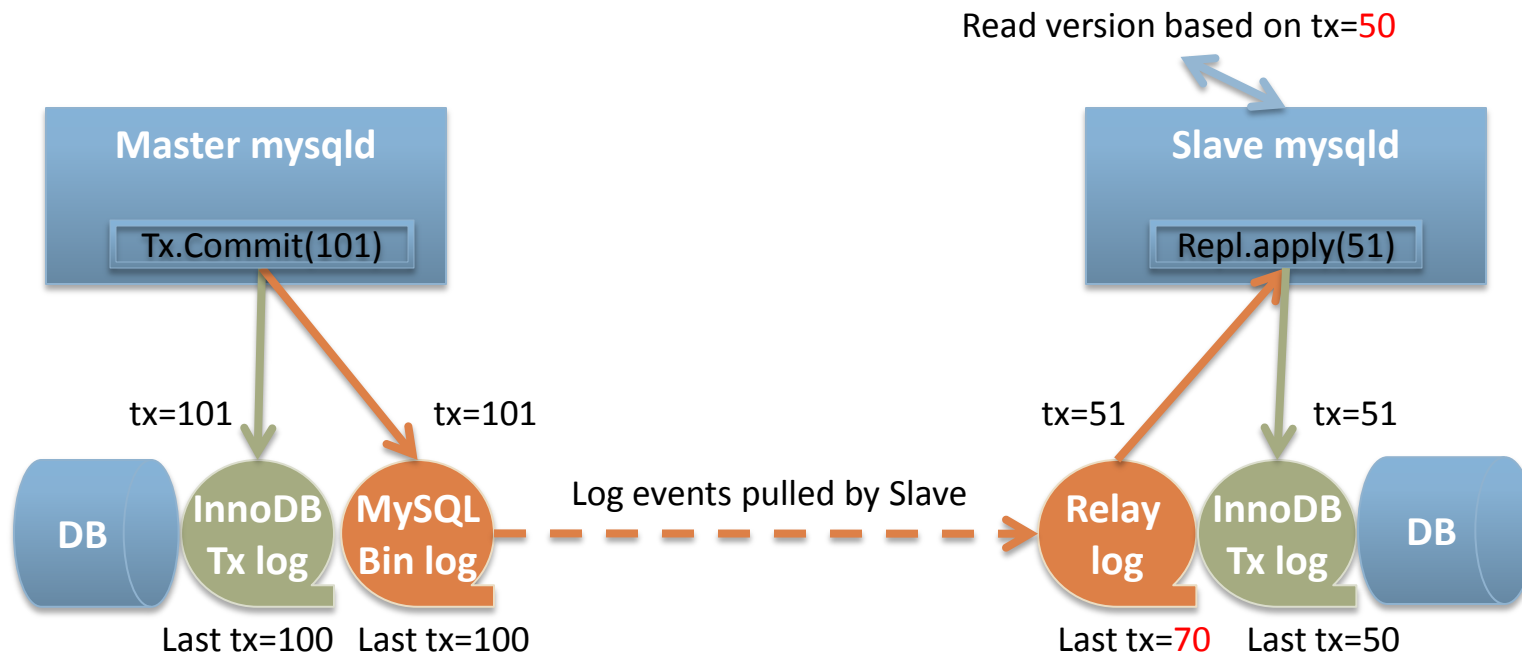 Read version based on tx=50
Master mysqld
Slave mysqld
Tx.Commit(101)
Repl.apply(51)
tx=101
tx=101
tx=51
tx=51
DB
InnoDB
Tx log
MySQL
Bin log
Log events pulled by Slave
Relay
log
InnoDB
Tx log
DB
Last tx=100
Last tx=100
Last tx=70
Last tx=50